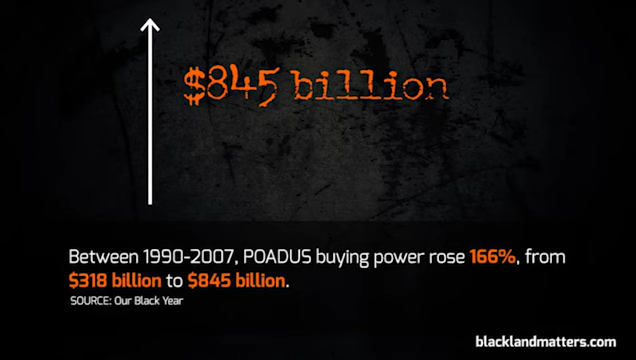 $845 billion
Between 1990-2007, POADUS buying power rose 166%, from
$318 billion to $845 billion.
SOURCE: Our Black Year
blacklandmatters.com